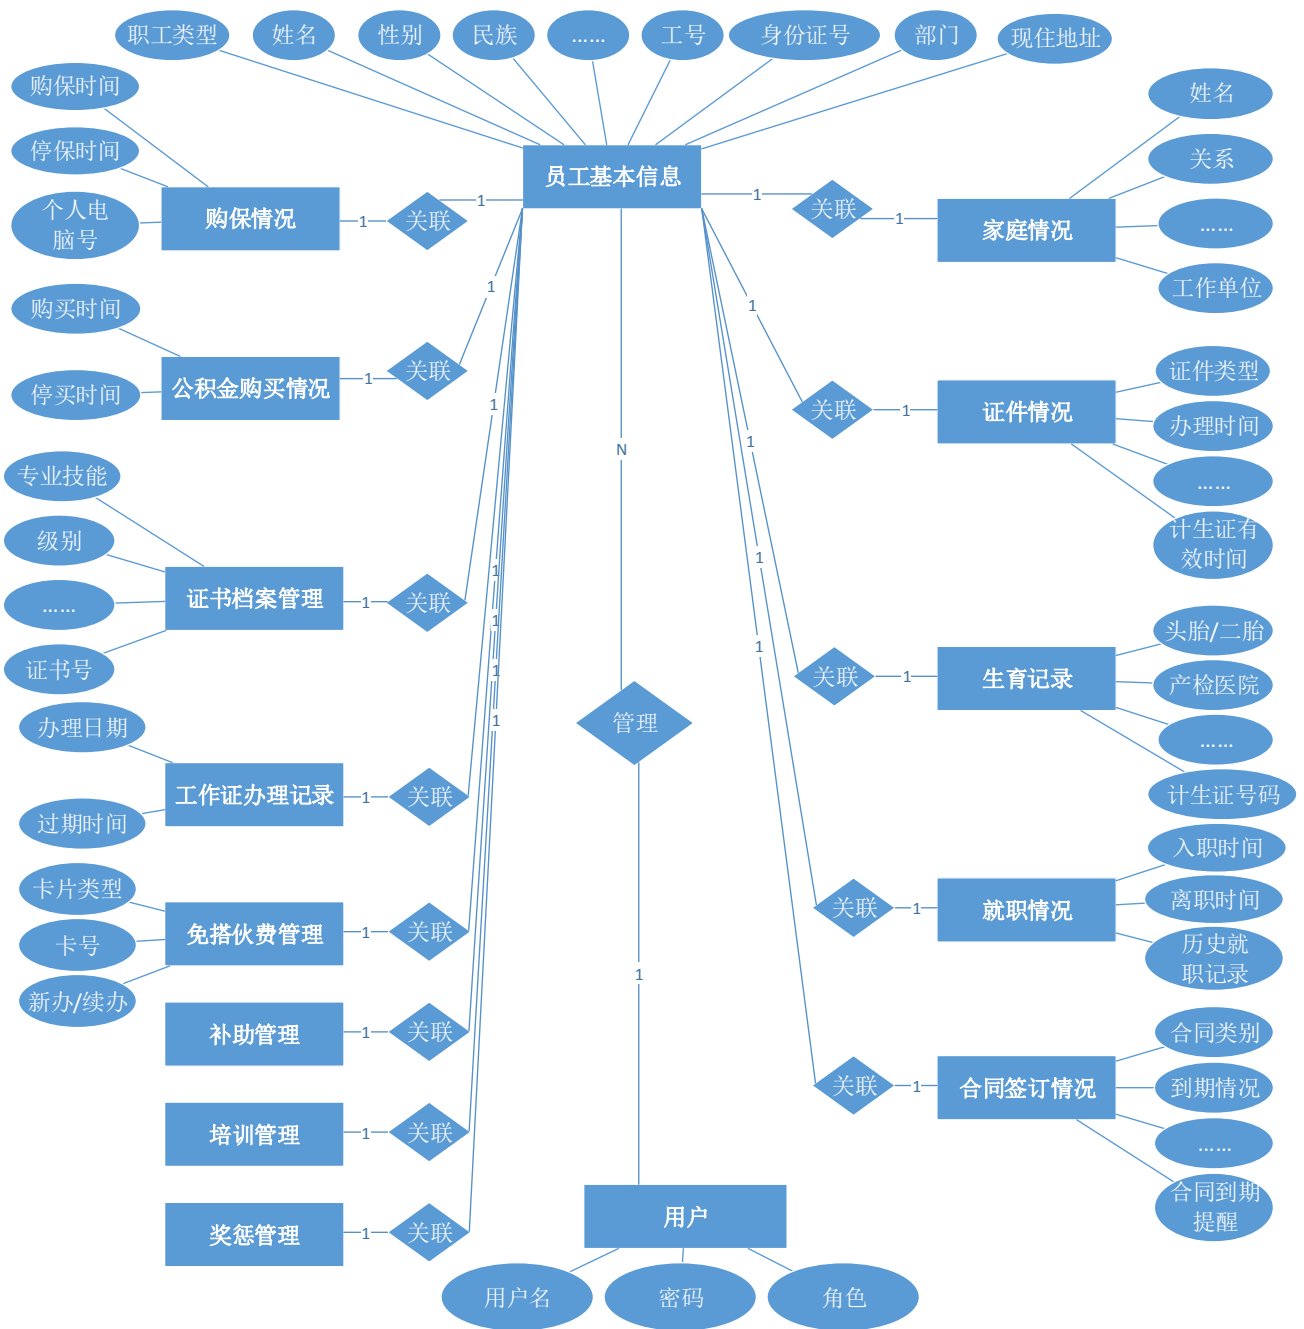 职工类型
姓名
性别
民族
……
工号
身份证号
部门
现住地址
购保时间
停保时间
个人电
脑号
购保情况
1
关联
1
员工基本信息
1
关联
1
家庭情况
姓名
关系
……
工作单位
购买时间
停买时间
公积金购买情况
1
关联
1
1
关联
1
证件情况
证件类型
办理时间
……
计生证有
效时间
专业技能
级别
……
证书号
证书档案管理
1
关联
1
N
管理
1
1
关联
1
生育记录
头胎/二胎
产检医院
……
计生证号码
办理日期
过期时间
工作证办理记录
1
关联
1
1
关联
1
就职情况
入职时间
离职时间
历史就
职记录
卡片类型
卡号
新办/续办
免搭伙费管理
1
关联
1
补助管理
1
关联
1
培训管理
1
关联
1
奖惩管理
1
关联
1
1
关联
1
合同签订情况
合同类别
到期情况
……
合同到期
提醒
用户
用户名
密码
角色